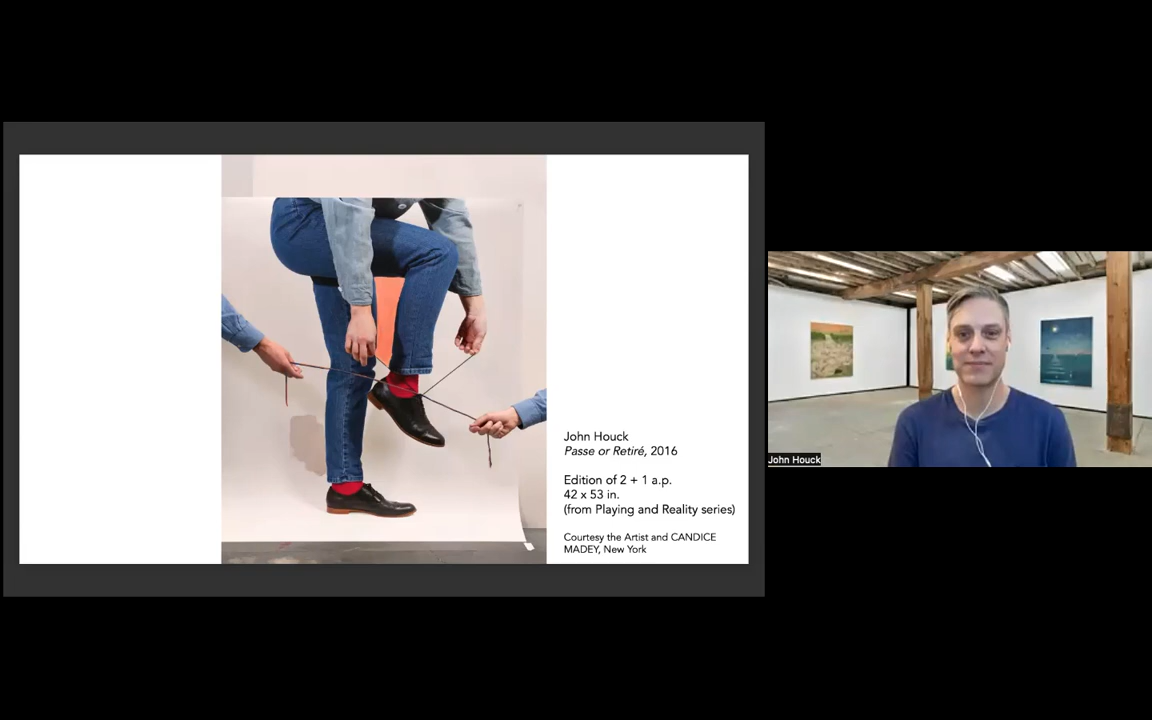 John Houck
Passe or Retiré, 2016
Edition of 2 + 1 a.p.
42 x 53 in.
(from Playing and Reality series)
Courtesy the Artist and CANDICE
MADEY, New York
John Houck